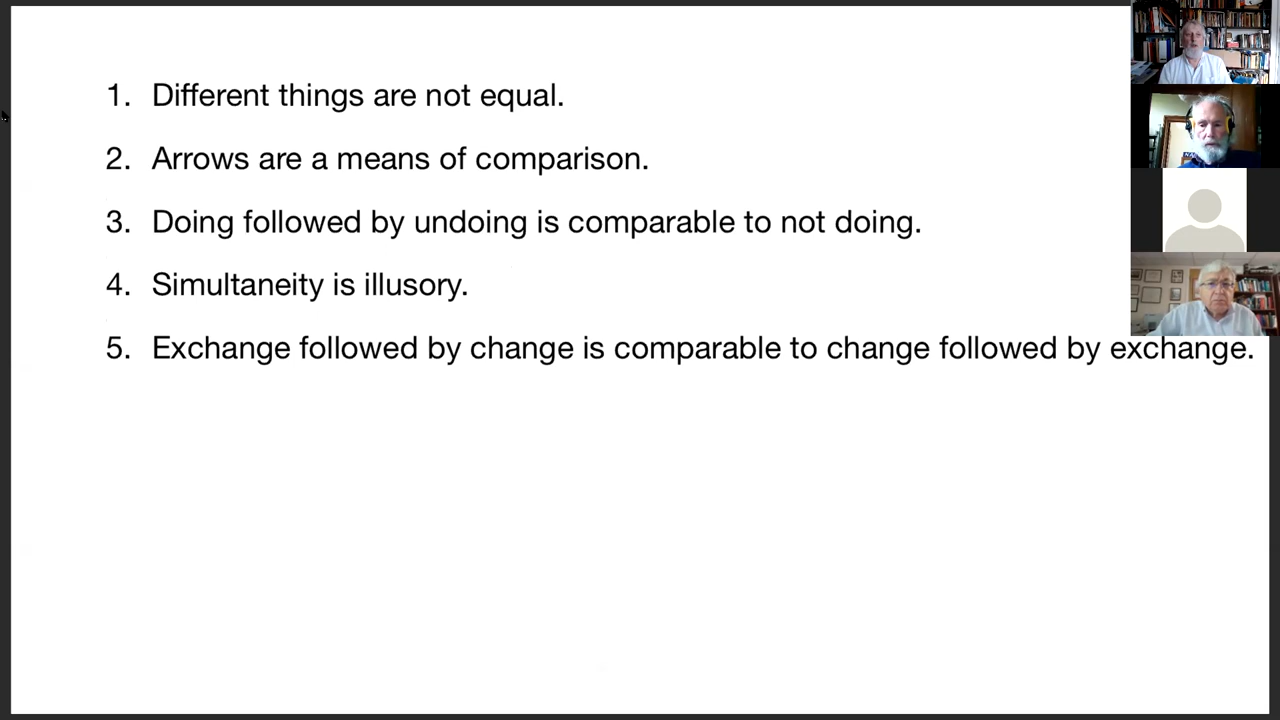 1. Different things are not equal.
2. Arrows are a means of comparison.
3. Doing followed by undoing is comparable to not doing.
4. Simultaneity is illusory.
5. Exchange followed by change is comparable to change followed by exchange.